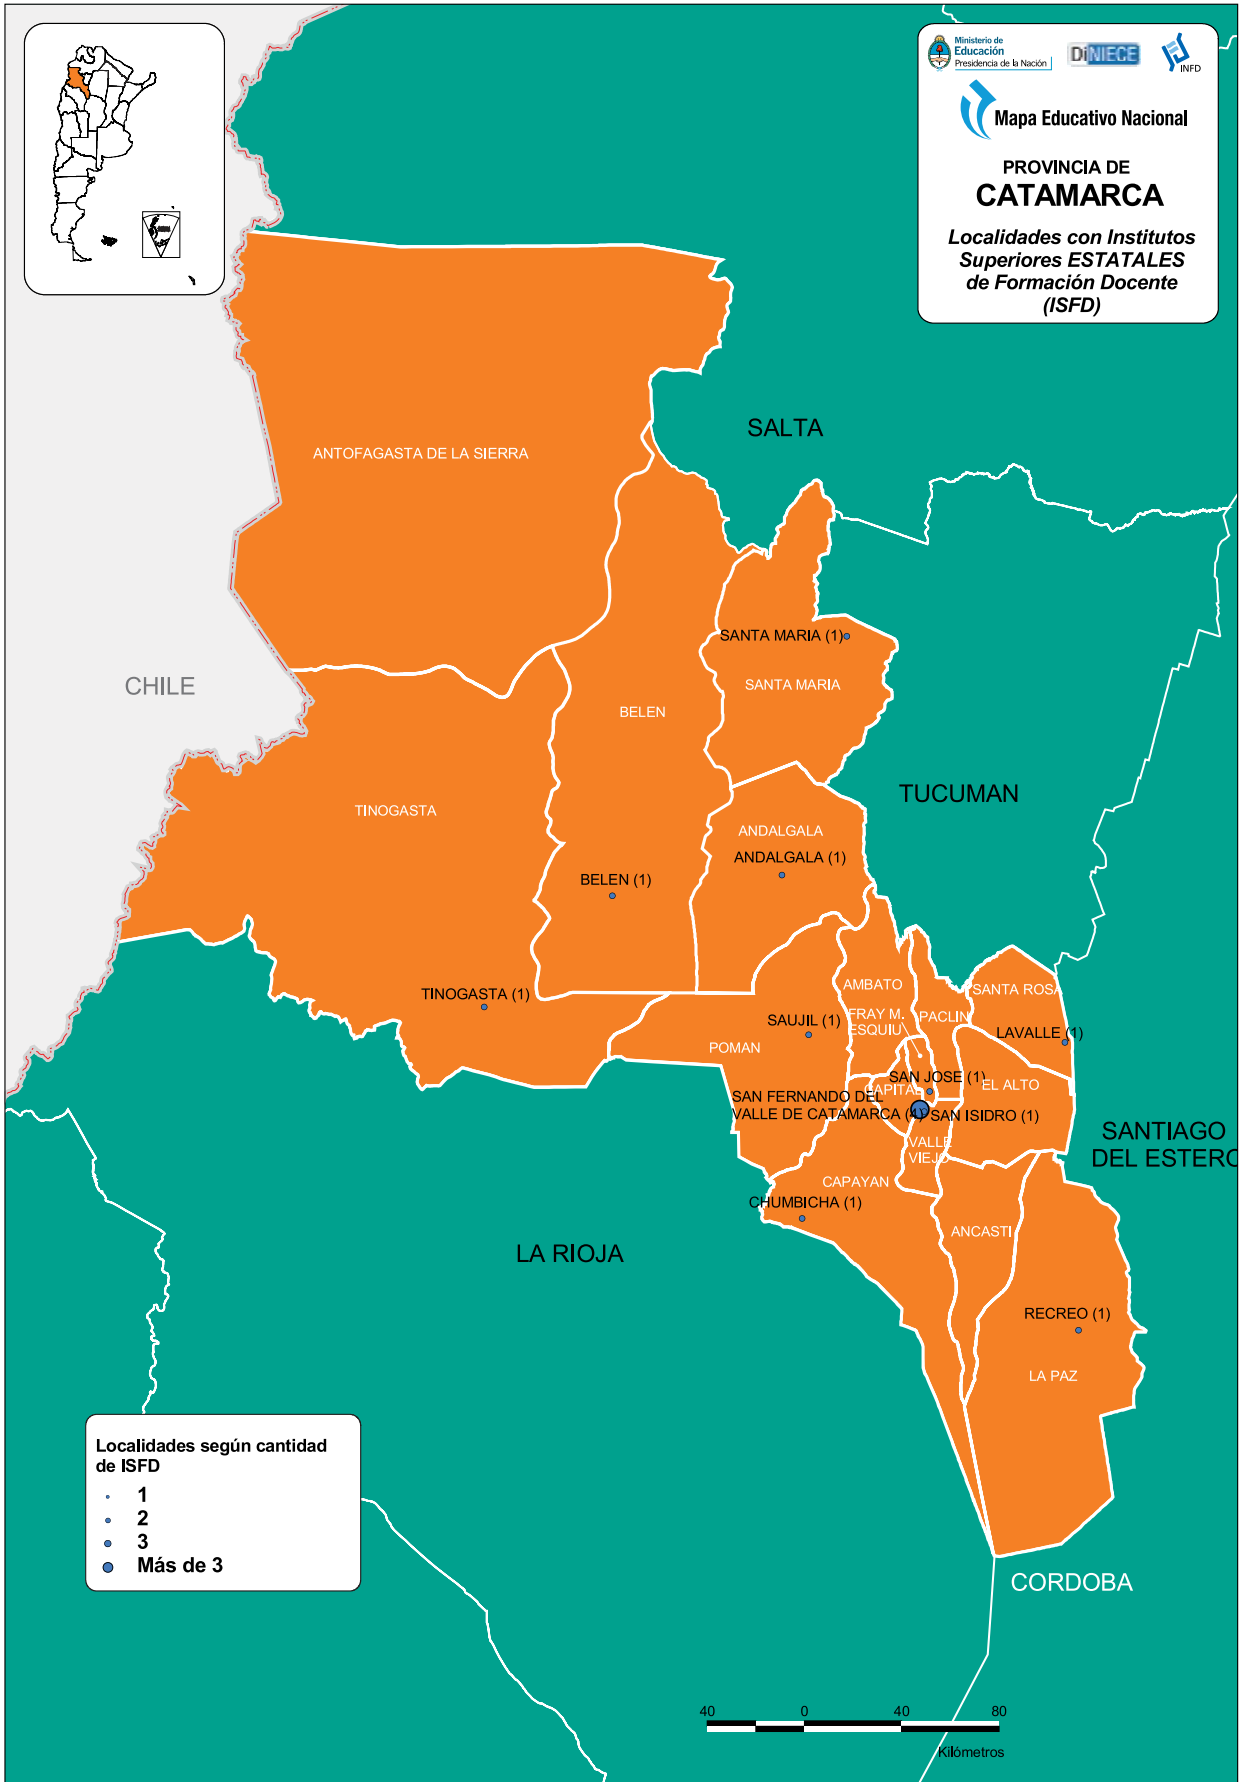 Ministerio de
Educación
Presidencia de la Nación
DiNIECE
INFD
Mapa Educativo Nacional
PROVINCIA DE
CATAMARCA
Localidades con Institutos
Superiores ESTATALES
de Formación Docente
(ISFD)
SALTA
ANTOFAGASTA DE LA SIERRA
SANTA MARIA (1)
SANTA MARIA
CHILE
BELEN
TUCUMAN
TINOGASTA
ANDALGALA
ANDALGALA (1)
BELEN (1)
AMBATO
SANTA ROSA
TINOGASTA (1)
SAUJIL (1)
FRAY M.
ESQUIU
PACLIN
LAVALLE (1)
POMAN
SAN JOSE (1)
EL ALTO
CAPITAL
SAN FERNANDO DEL
VALLE DE CATAMARCA (4)
SAN ISIDRO (1)
SANTIAGO
DEL ESTERO
VALLE
VIEJO
CAPAYAN
CHUMBICHA (1)
ANCASTI
LA RIOJA
RECREO (1)
LA PAZ
Localidades según cantidad
de ISFD
1
2
3
Más de 3
CORDOBA
40 0 40 80
Kilómetros